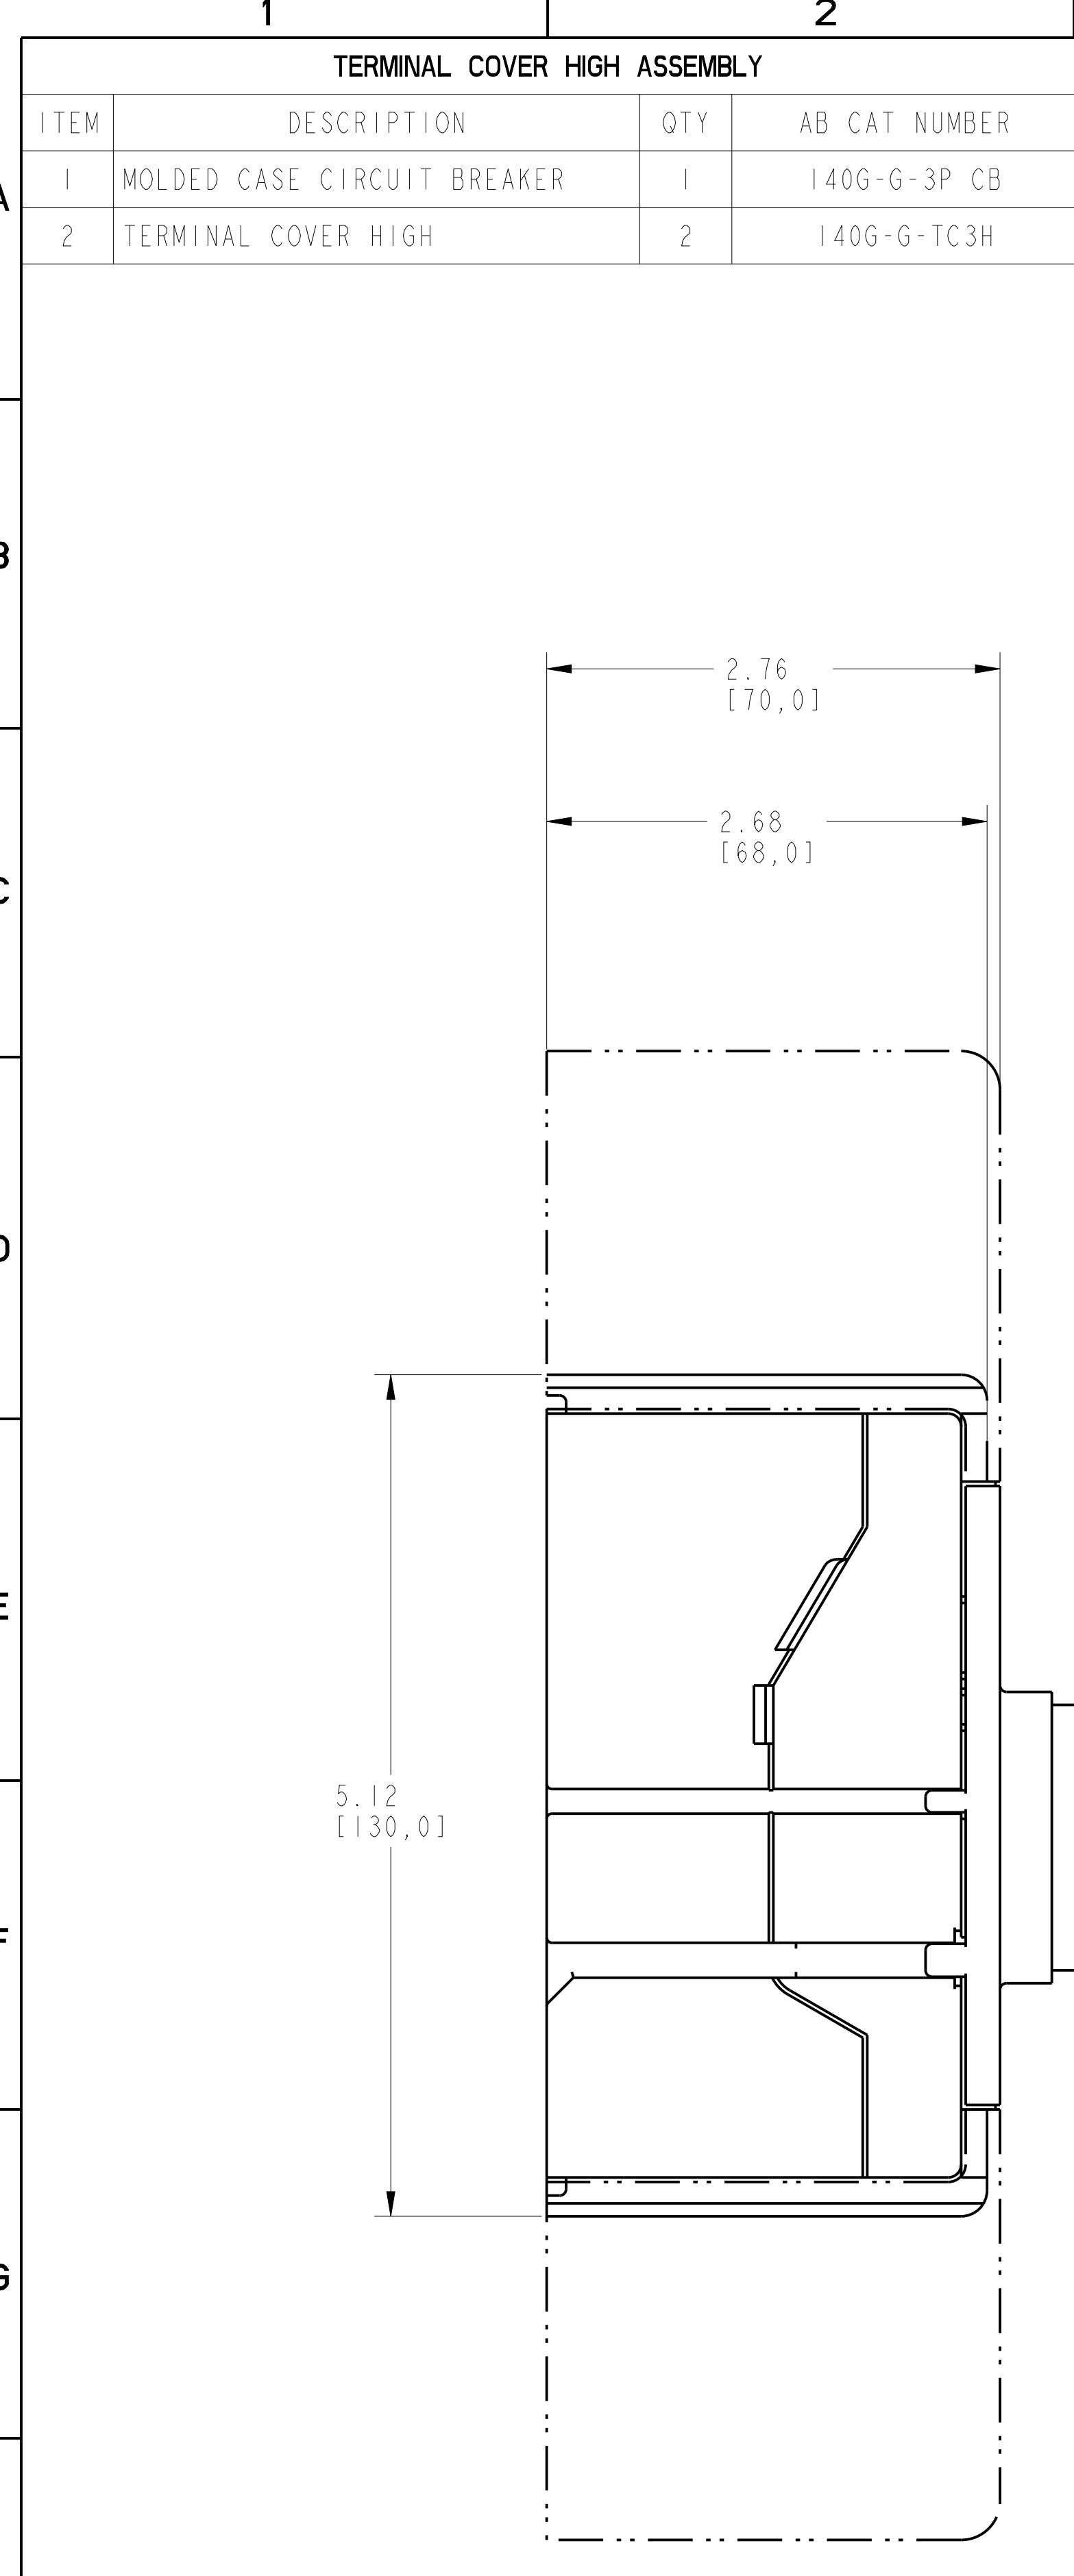 1 2
TERMINAL COVER HIGH ASSEMBLY
ITEM DESCRIPTION QTY AB CAT NUMBER
1 MOLDED CASE CIRCUIT BREAKER 1 140G-G-3P CB
2 TERMINAL COVER HIGH 2 140G-G-TC3H
A
B
2.76
[70,0]
2.68
[68,0]
C
D
E
5.12
[130,0]
F
G